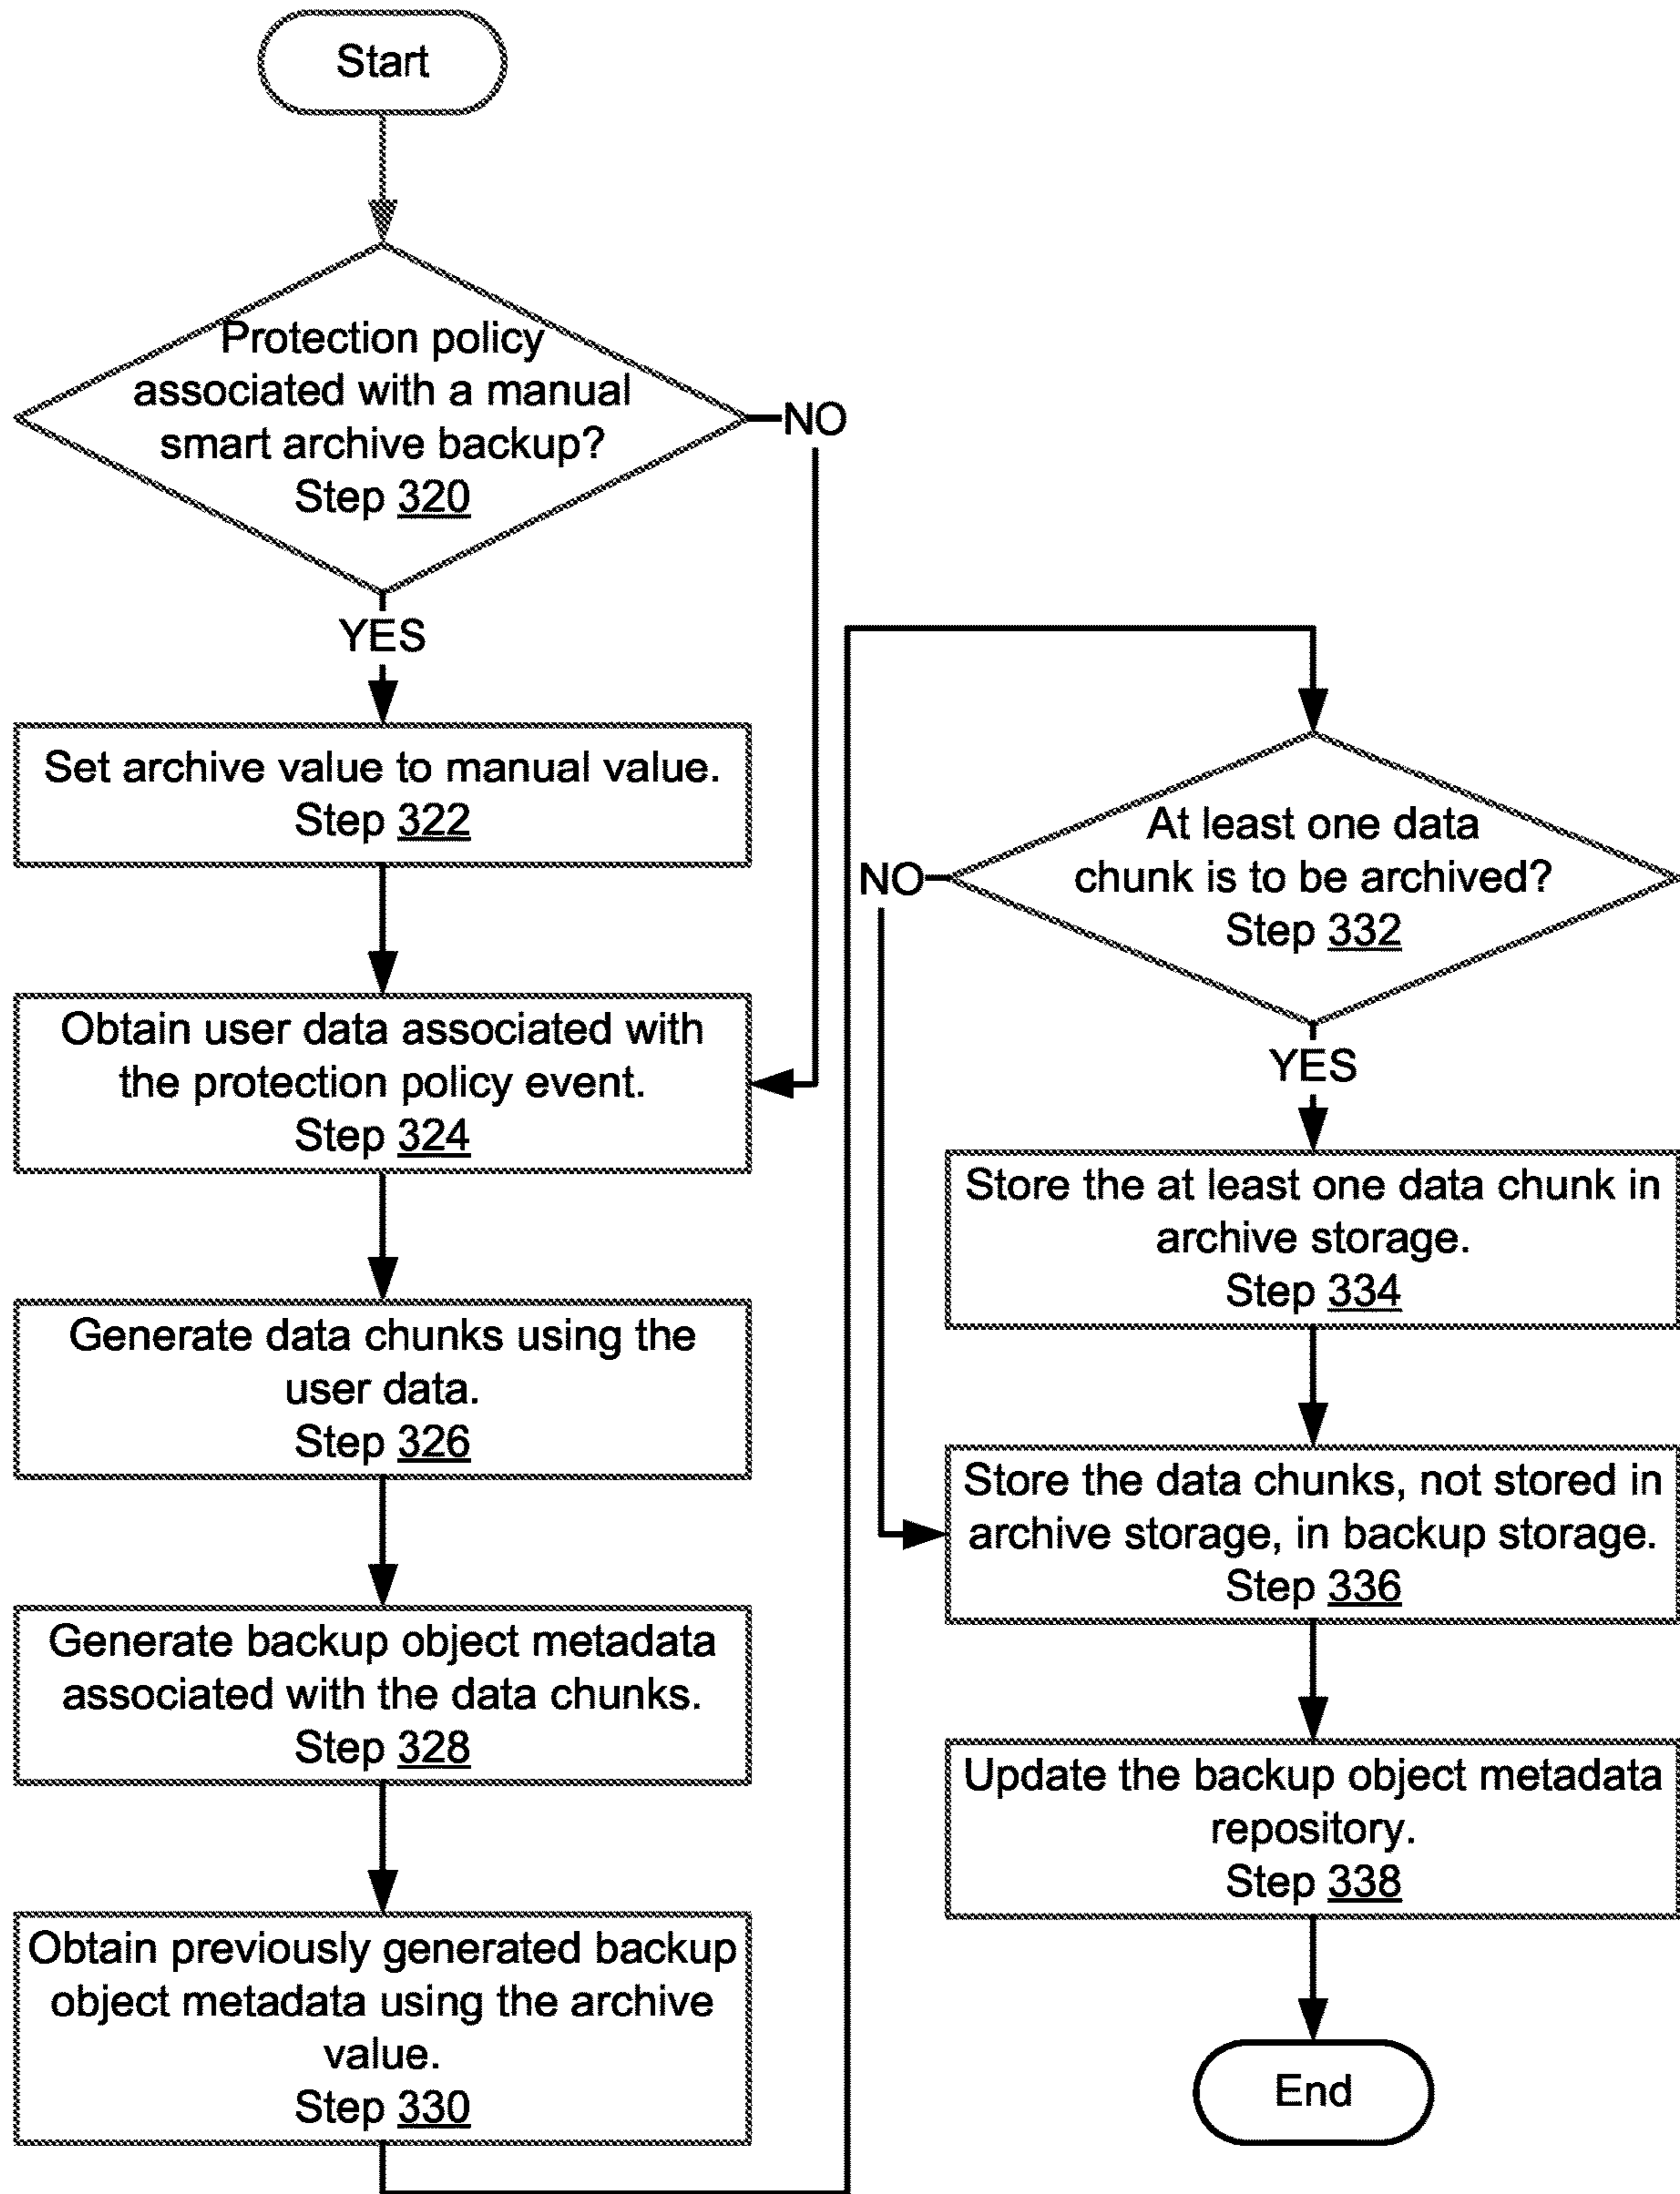 Start
Protection policy
associated with a manual
smart archive backup?
Step 320
NO
YES
Set archive value to manual value.
Step 322
Obtain user data associated with
the protection policy event.
Step 324
Generate data chunks using the
user data.
Step 326
Generate backup object metadata
associated with the data chunks.
Step 328
Obtain previously generated backup
object metadata using the archive
value.
Step 330
At least one data
chunk is to be archived?
Step 332
NO
YES
Store the at least one data chunk in
archive storage.
Step 334
Store the data chunks, not stored in
archive storage, in backup storage.
Step 336
Update the backup object metadata
repository.
Step 338
End